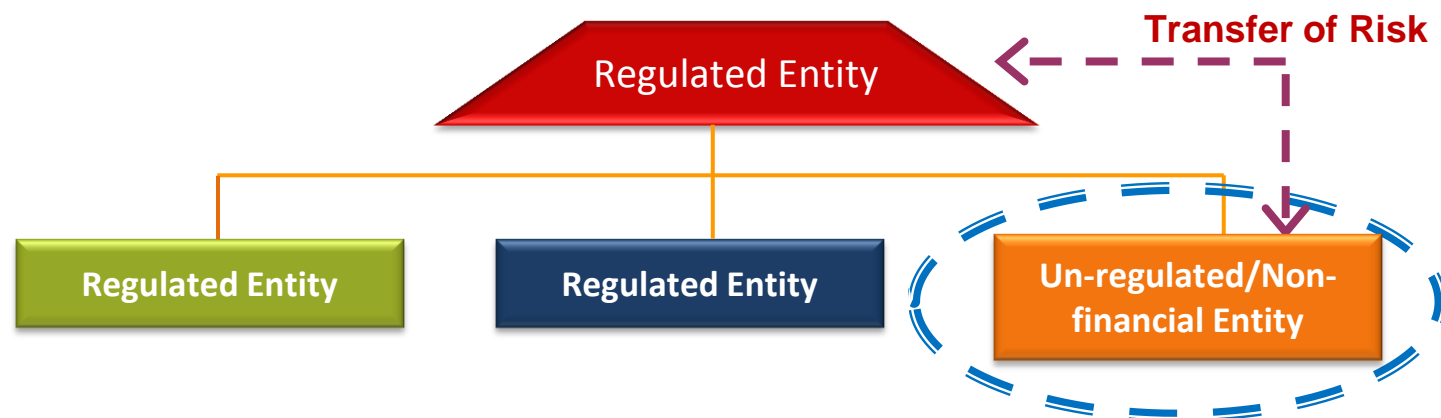 Transfer of Risk
Regulated Entity
Regulated Entity
Regulated Entity
Un-regulated/Non-
financial Entity